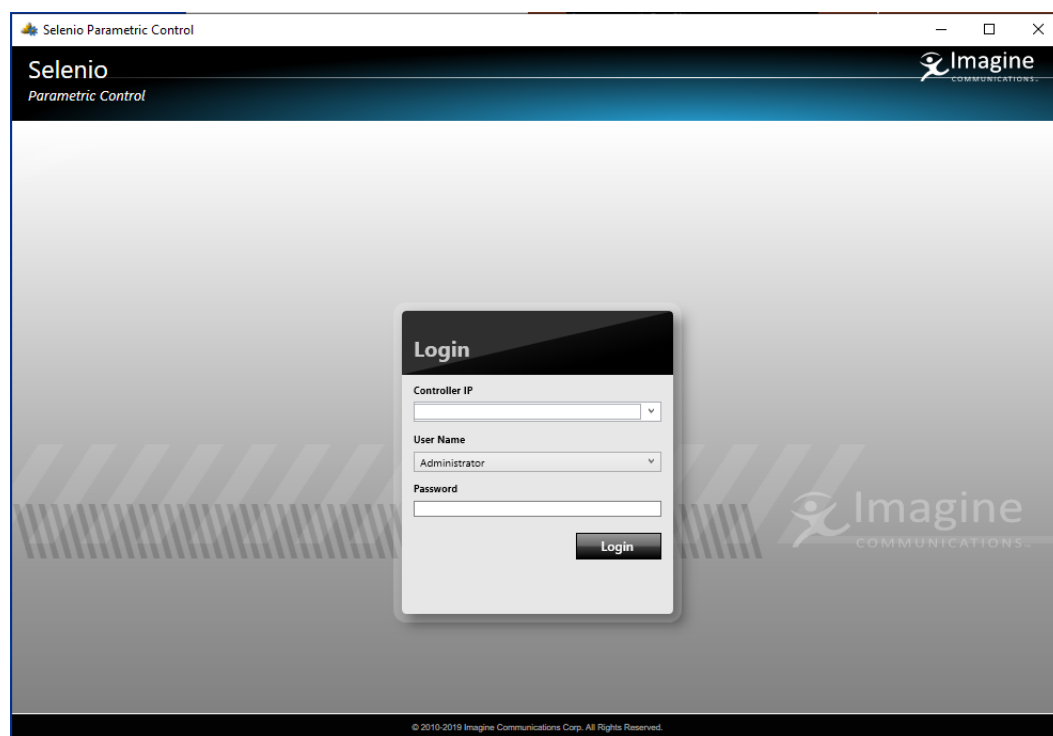 Selenio Parametric Control
Selenio
Parametric Control
Imagine
COMMUNICATIONS
Login
Controller IP
User Name
Administrator
Password
Login
Imagine
COMMUNICATIONS
© 2010-2019 Imagine Communications Corp. All Rights Reserved.